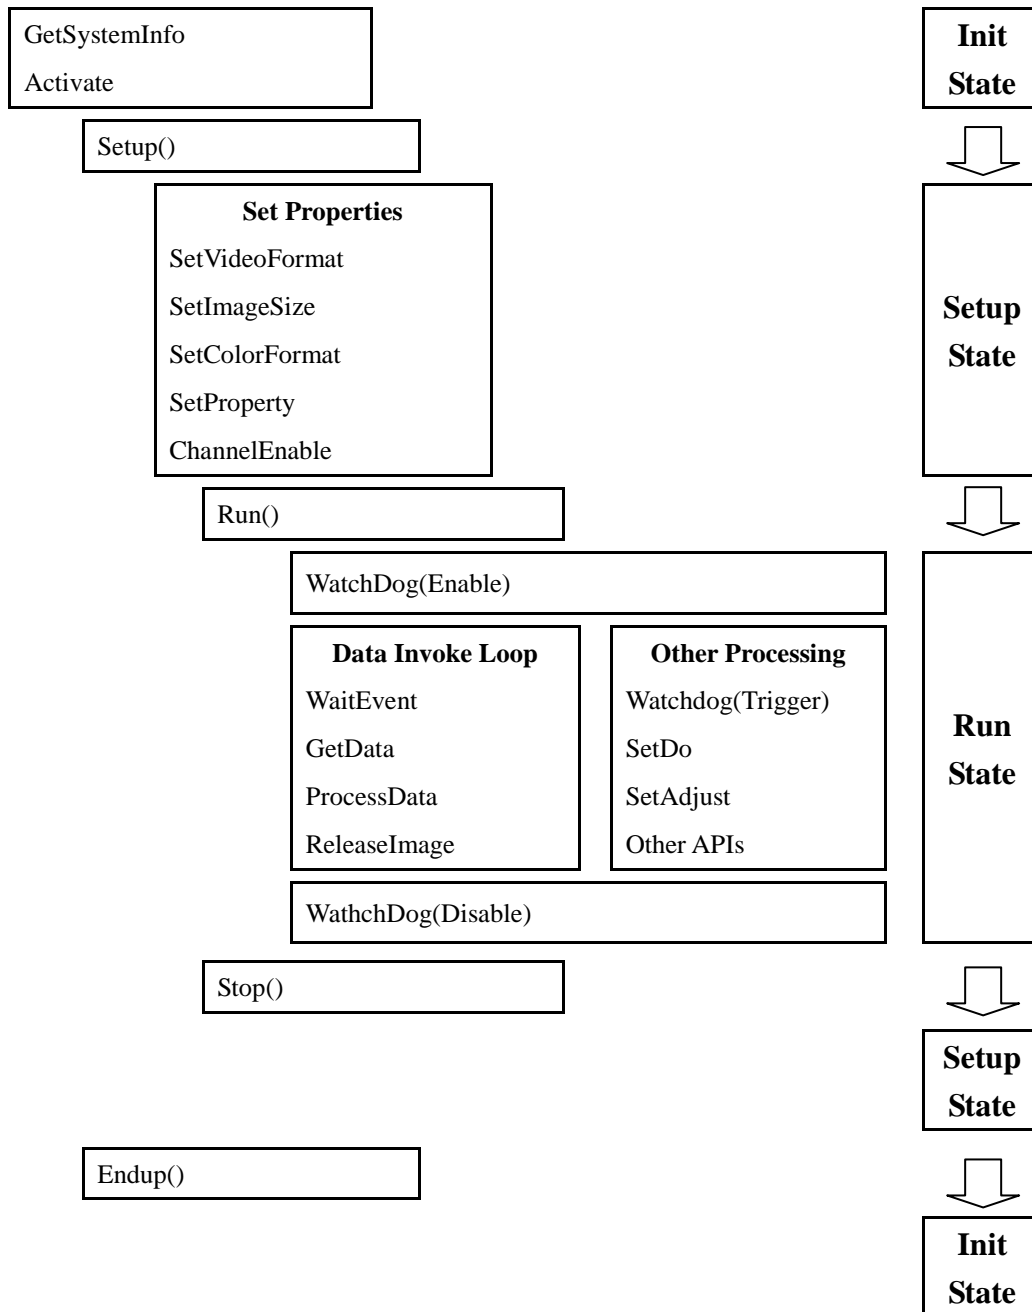 GetSystemInfo
Activate
Init
State
Setup()
Set Properties
SetVideoFormat
SetImageSize
SetColorFormat
SetProperty
ChannelEnable
Setup
State
Run()
WatchDog(Enable)
Data Invoke Loop
WaitEvent
GetData
ProcessData
ReleaseImage
Other Processing
Watchdog(Trigger)
SetDo
SetAdjust
Other APIs
WathchDog(Disable)
Run
State
Stop()
Setup
State
Endup()
Init
State